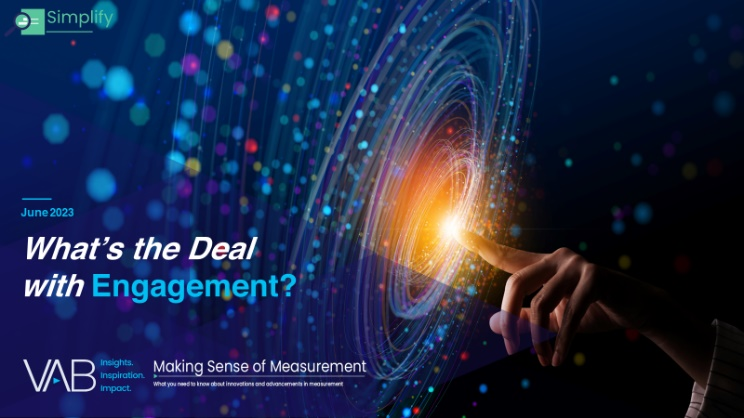 Simplify
June 2023
What's the Deal
with Engagement?
VAB
Insights.
Inspiration.
Impact.
Making Sense of Measurement
What you need to know about innovations and advancements in measurement